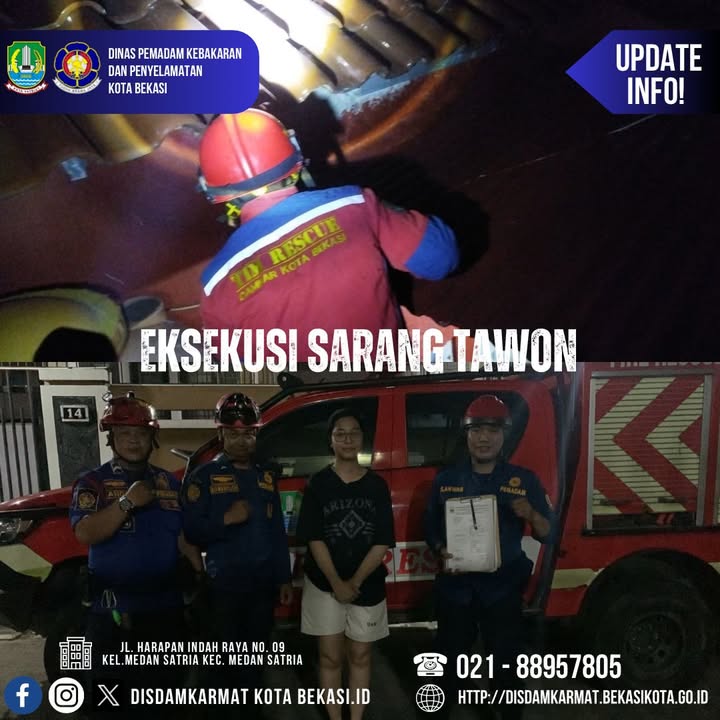 DINAS PEMADAM KEBAKARAN
DAN PENYELAMATAN
KOTA BEKASI
UPDATE
INFO!
TIM RESCUE
DAMKAR KOTA BEKASI
EKSEKUSI SARANG TAWON
14
ARIZONA
JL. HARAPAN INDAH RAYA NO. 09
KEL.MEDAN SATRIA KEC. MEDAN SATRIA
021 - 88957805
DISDAMKARMAT KOTA BEKASI.ID
HTTP://DISDAMKARMAT.BEKASIKOTA.GO.ID